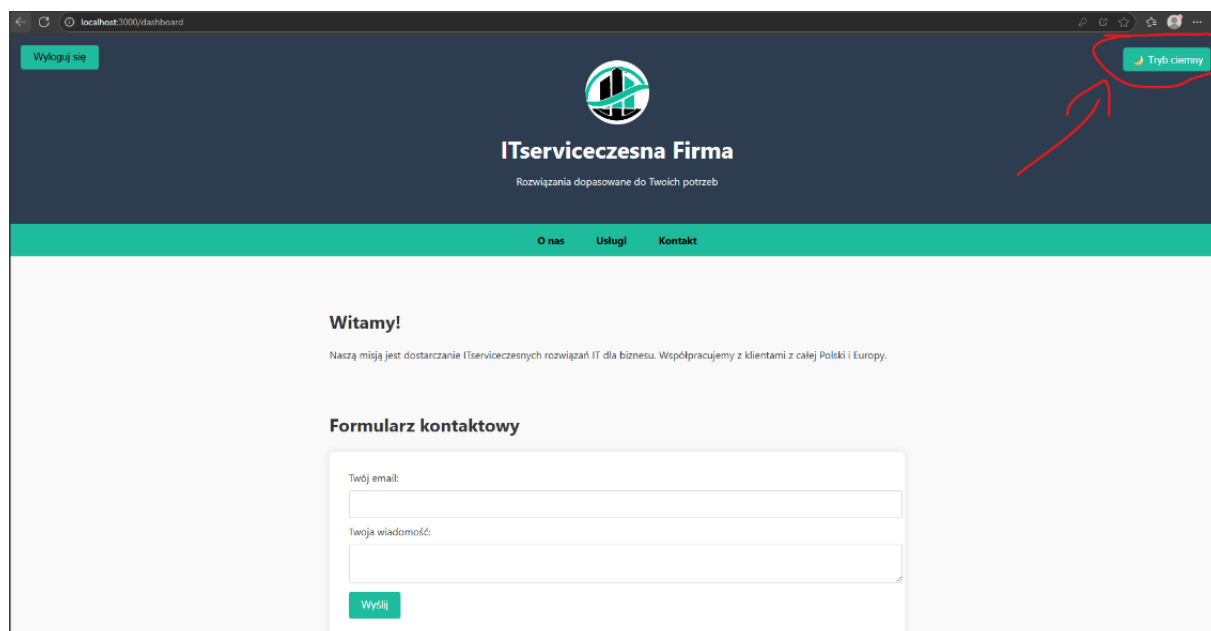 localhost:3000/dashboard
Wyloguj się
🌙 Tryb ciemny
ITserviceczesna Firma
Rozwiązania dopasowane do Twoich potrzeb
O nas Usługi Kontakt
Witamy!
Naszą misją jest dostarczanie ITserviceczesnych rozwiązań IT dla biznesu. Współpracujemy z klientami z całej Polski i Europy.
Formularz kontaktowy
Twój email:
Twoja wiadomość:
Wyślij